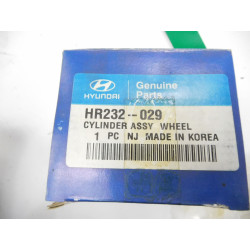 HYUNDAI
Genuine
Parts
HR232--029
CYLINDER ASSY WHEEL
1 PC NJ MADE IN KOREA